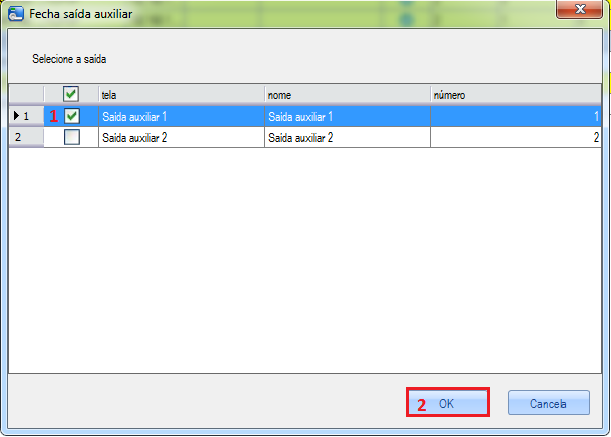 Fecha saída auxiliar
Selecione a saida
tela nome número
1 1 Saída auxiliar 1 Saída auxiliar 1 1
2 Saída auxiliar 2 Saída auxiliar 2 2
2 OK Cancela